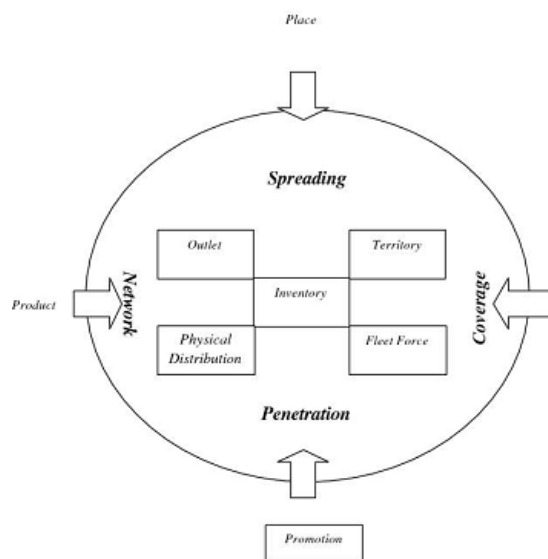 Place
Spreading
Outlet
Territory
Network
Inventory
Coverage
Product
Physical
Distribution
Fleet Force
Penetration
Promotion